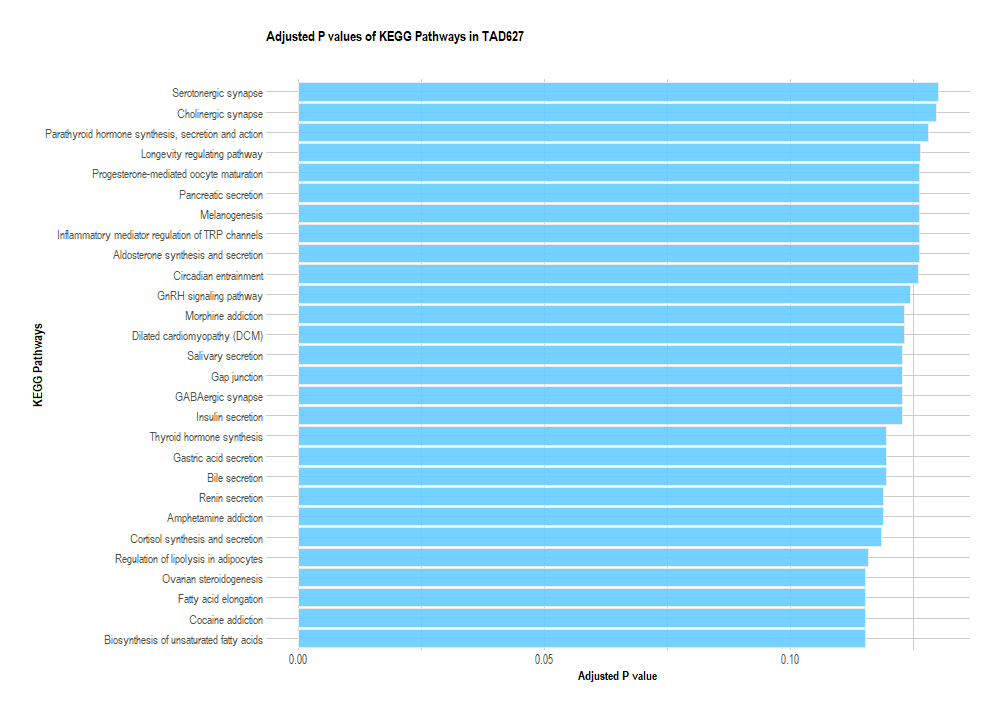 Adjusted P values of KEGG Pathways in TAD627
Serotonergic synapse
Cholinergic synapse
Parathyroid hormone synthesis, secretion and action
Longevity regulating pathway
Progesterone-mediated oocyte maturation
Pancreatic secretion
Melanogenesis
Inflammatory mediator regulation of TRP channels
Aldosterone synthesis and secretion
Circadian entrainment
GnRH signaling pathway
Morphine addiction
Dilated cardiomyopathy (DCM)
Salivary secretion
Gap junction
GABAergic synapse
Insulin secretion
Thyroid hormone synthesis
Gastric acid secretion
Bile secretion
Renin secretion
Amphetamine addiction
Cortisol synthesis and secretion
Regulation of lipolysis in adipocytes
Ovarian steroidogenesis
Fatty acid elongation
Cocaine addiction
Biosynthesis of unsaturated fatty acids
KEGG Pathways
0.00 0.05 0.10
Adjusted P value